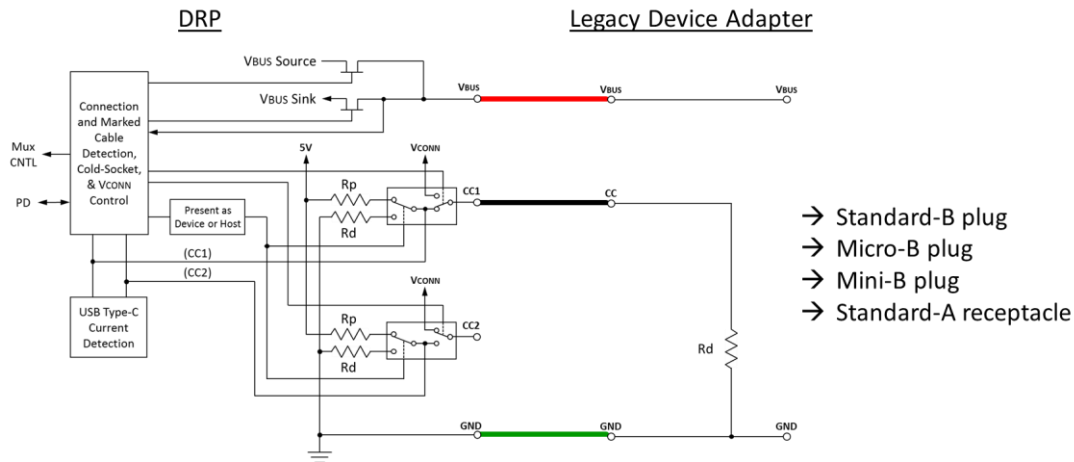 DRP
Legacy Device Adapter
VBUS Source
VBUS Sink
VBUS
VBUS
VBUS
Connection
and Marked
Cable
Detection,
Cold-Socket,
& VCONN
Control
Mux
CNTL
PD
5V
VCONN
Rp
Rd
CC1
CC
Present as
Device or Host
(CC1)
(CC2)
USB Type-C
Current
Detection
VCONN
Rp
Rd
CC2
Rd
GND
GND
GND
→ Standard-B plug
→ Micro-B plug
→ Mini-B plug
→ Standard-A receptacle